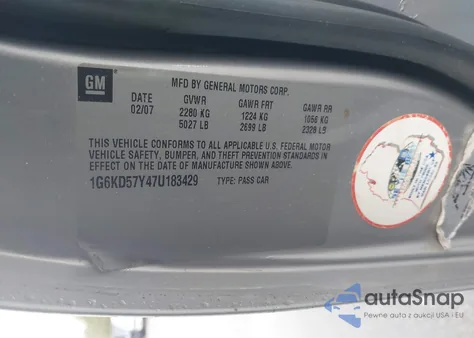 GM
MFD BY GENERAL MOTORS CORP.
DATE GVWR GAWR FRT GAWR RR
02/07 2280 KG 1224 KG 1056 KG
5027 LB 2699 LB 2328 LB
THIS VEHICLE CONFORMS TO ALL APPLICABLE U.S. FEDERAL MOTOR
VEHICLE SAFETY, BUMPER, AND THEFT PREVENTION STANDARDS
IN EFFECT ON THE DATE OF MANUFACTURE SHOWN ABOVE.
1G6KD57Y47U183429 TYPE: PASS CAR
autoSnap
Pewne auta z aukcji USA i EU